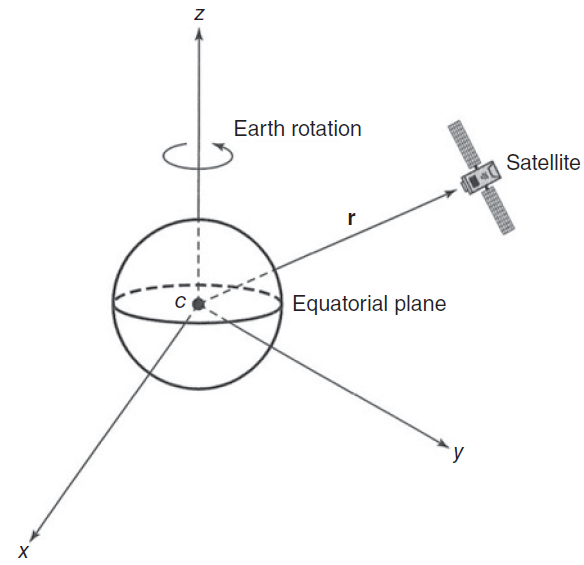 z
Earth rotation
Satellite
r
c
Equatorial plane
y
x